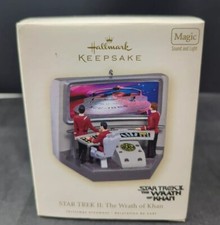 Hallmark
KEEPSAKE
Magic
Sound and Light
STAR TREK II
THE WRATH
OF KHAN
STAR TREK II: The Wrath of Khan